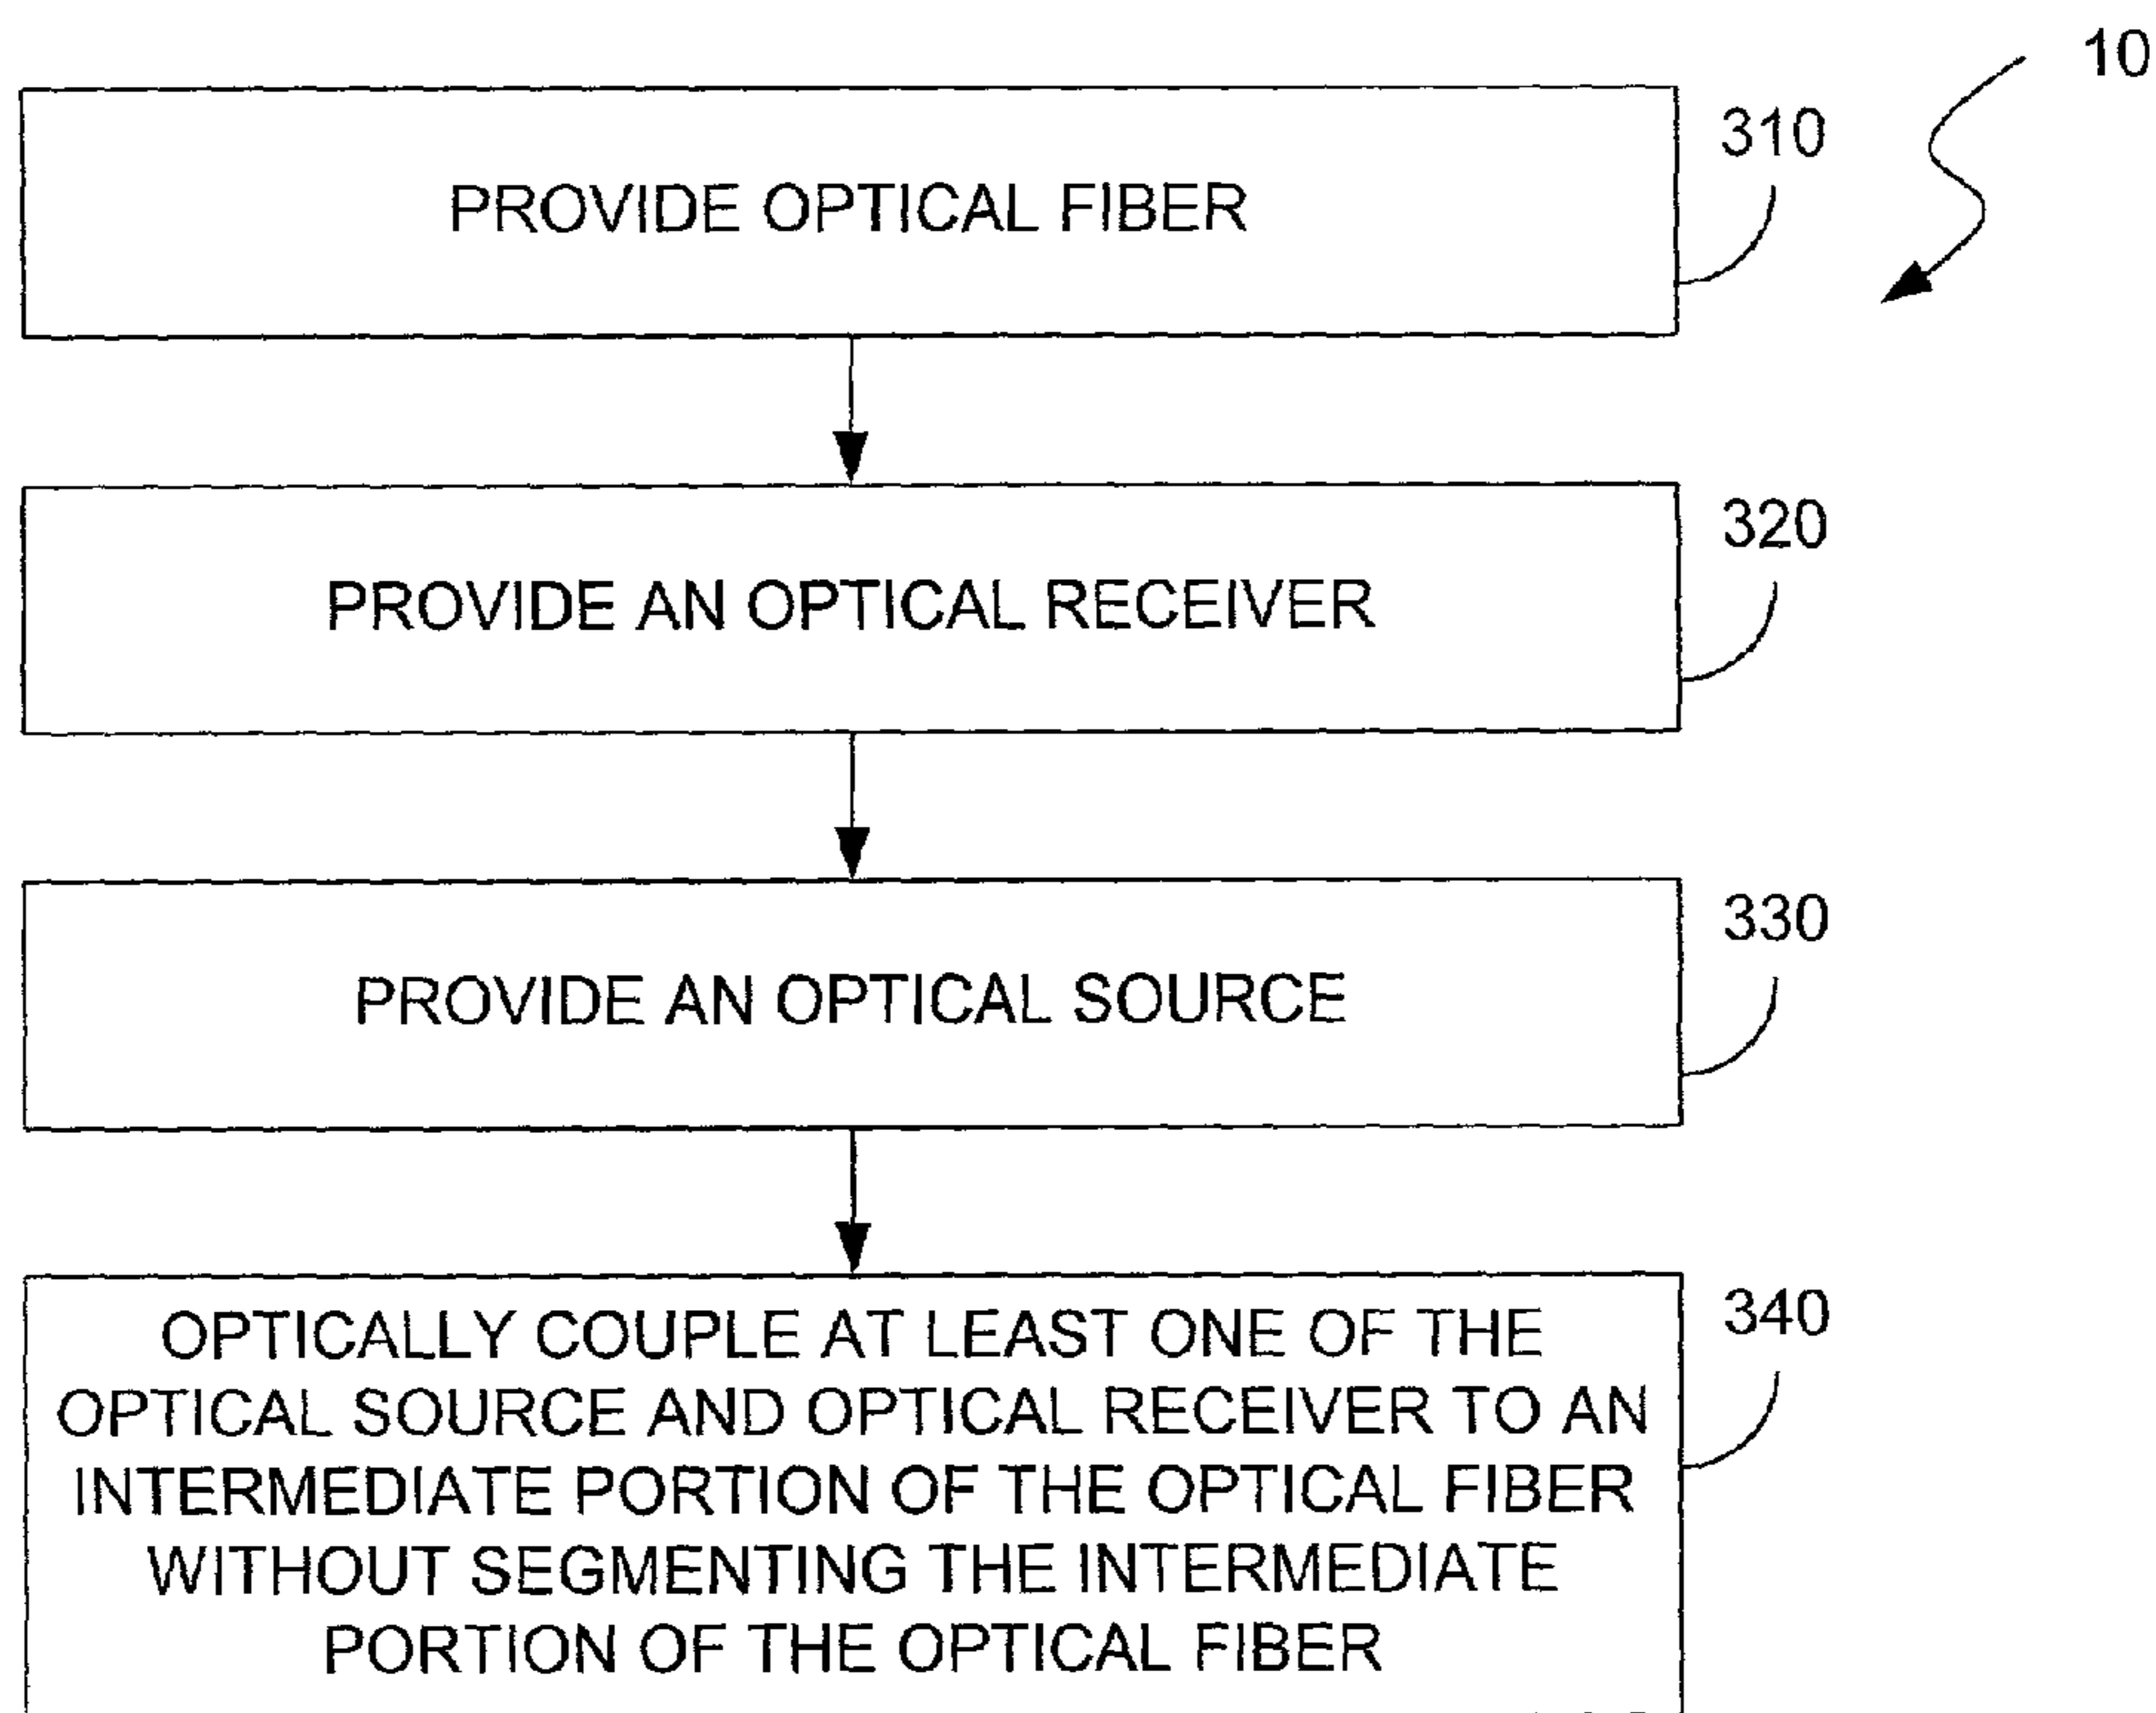 10
310
PROVIDE OPTICAL FIBER
320
PROVIDE AN OPTICAL RECEIVER
330
PROVIDE AN OPTICAL SOURCE
340
OPTICALLY COUPLE AT LEAST ONE OF THE
OPTICAL SOURCE AND OPTICAL RECEIVER TO AN
INTERMEDIATE PORTION OF THE OPTICAL FIBER
WITHOUT SEGMENTING THE INTERMEDIATE
PORTION OF THE OPTICAL FIBER